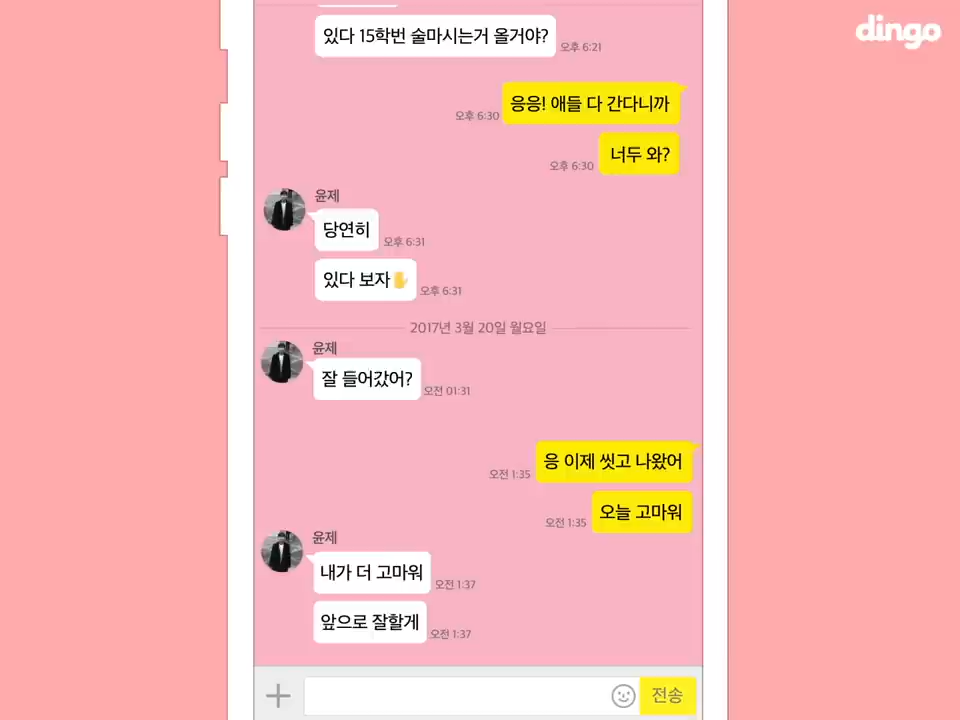 dingo
있다 15학번 술마시는거 올거야?
오후 6:21
응응! 애들 다 간다니까
오후 6:30
너두 와?
오후 6:30
윤제
당연히
오후 6:31
있다 보자✋
오후 6:31
2017년 3월 20일 월요일
윤제
잘 들어갔어?
오전 01:31
응 이제 씻고 나왔어
오전 1:35
오늘 고마워
오전 1:35
윤제
내가 더 고마워
오전 1:37
앞으로 잘할게
오전 1:37
전송